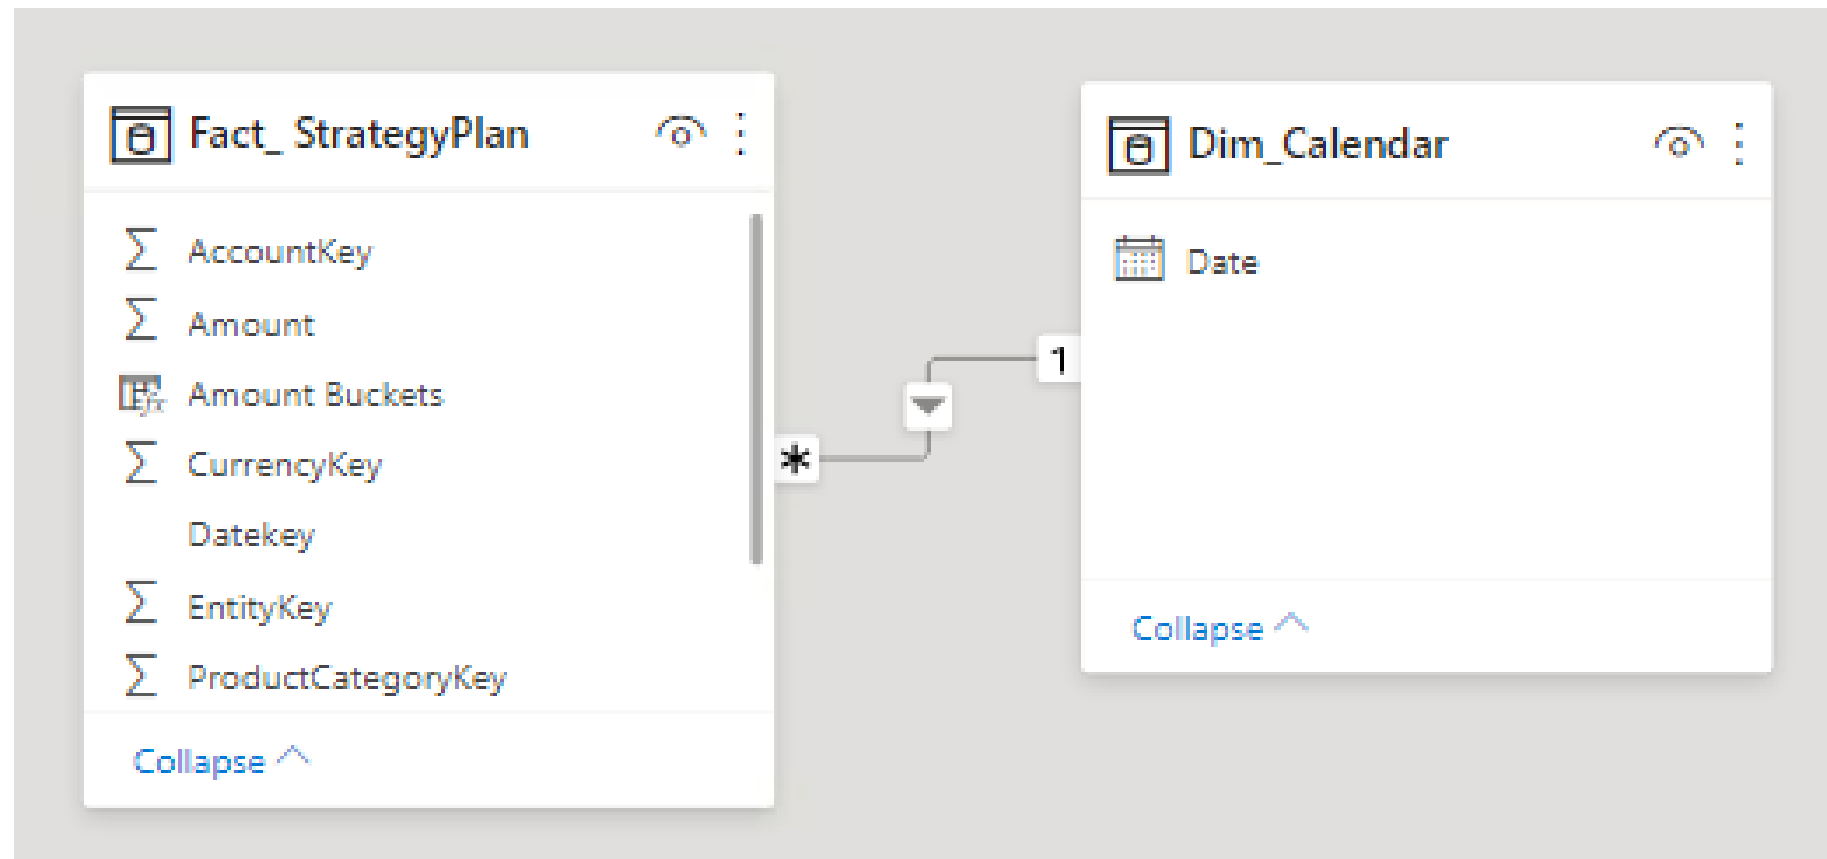 Fact_ StrategyPlan
AccountKey
Amount
Amount Buckets
CurrencyKey
Datekey
EntityKey
ProductCategoryKey
Collapse
*
1
Dim_Calendar
Date
Collapse